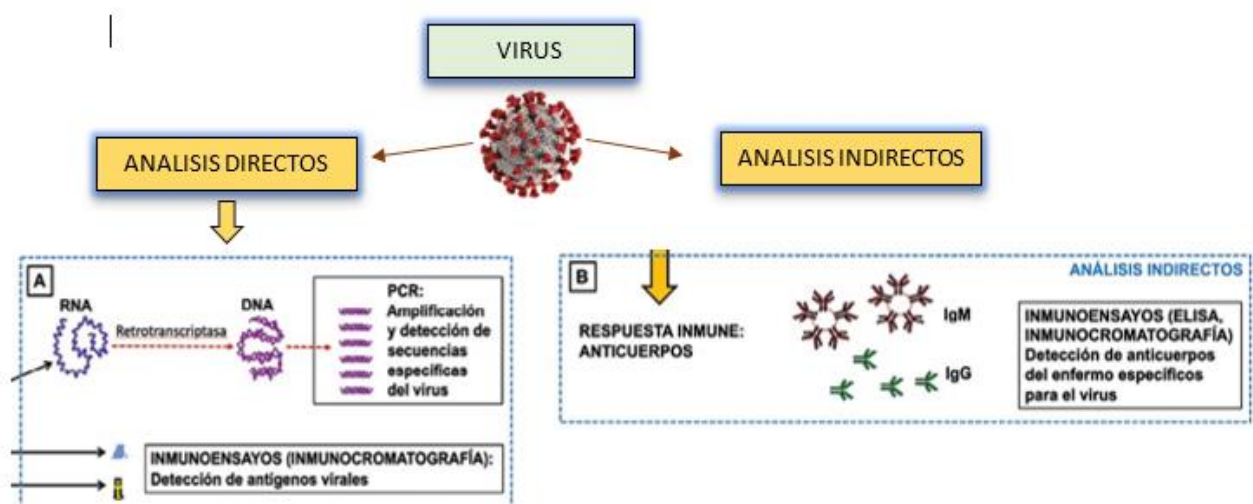 VIRUS
ANALISIS DIRECTOS
ANALISIS INDIRECTOS
A
RNA
Retrotranscriptasa
DNA
PCR:
Amplificación
y detección de
secuencias
específicas
del virus
INMUNOENSAYOS (INMUNOCROMATOGRAFÍA):
Detección de antígenos virales
B
ANÁLISIS INDIRECTOS
RESPUESTA INMUNE:
ANTICUERPOS
IgM
IgG
INMUNOENSAYOS (ELISA,
INMUNOCROMATOGRAFÍA)
Detección de anticuerpos
del enfermo específicos
para el virus